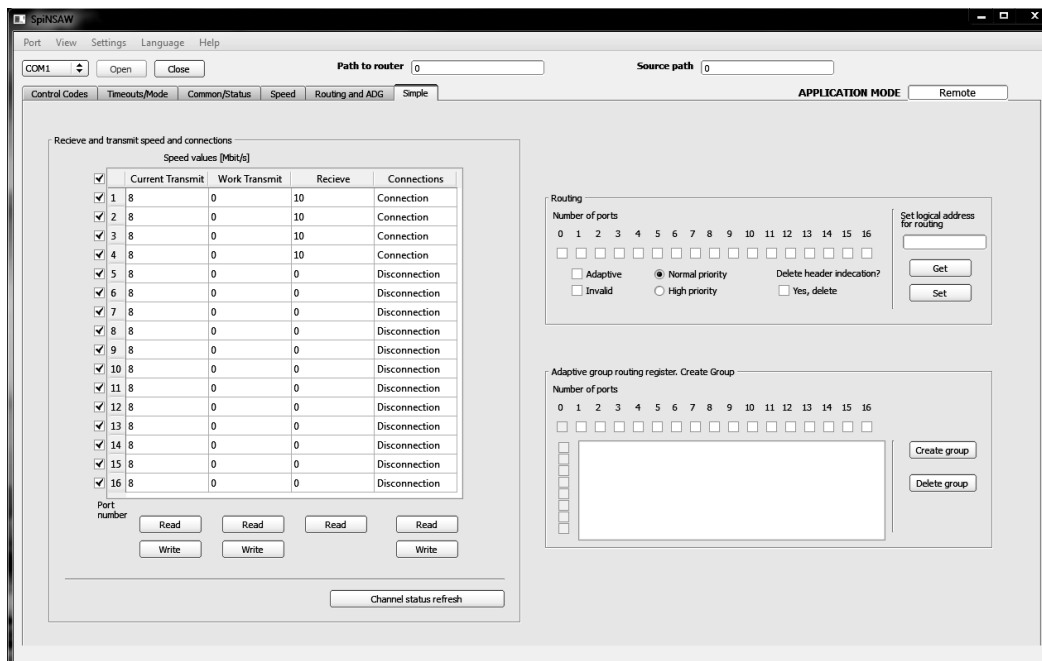 SpiNSAW
Port View Settings Language Help
COM1 Open Close Path to router 0 Source path 0
Control Codes Timeouts/Mode Common/Status Speed Routing and ADG Simple APPLICATION MODE Remote
Recieve and transmit speed and connections
Speed values [Mbit/s]
Current Transmit Work Transmit Recieve Connections
1 8 0 10 Connection
2 8 0 10 Connection
3 8 0 10 Connection
4 8 0 10 Connection
5 8 0 0 Disconnection
6 8 0 0 Disconnection
7 8 0 0 Disconnection
8 8 0 0 Disconnection
9 8 0 0 Disconnection
10 8 0 0 Disconnection
11 8 0 0 Disconnection
12 8 0 0 Disconnection
13 8 0 0 Disconnection
14 8 0 0 Disconnection
15 8 0 0 Disconnection
16 8 0 0 Disconnection
Port
number
Read Read Read Read
Write Write Write
Channel status refresh
Routing
Number of ports
0 1 2 3 4 5 6 7 8 9 10 11 12 13 14 15 16
Adaptive Normal priority Delete header indecation?
Invalid High priority Yes, delete
Set logical address
for routing
Get
Set
Adaptive group routing register. Create Group
Number of ports
0 1 2 3 4 5 6 7 8 9 10 11 12 13 14 15 16
Create group
Delete group